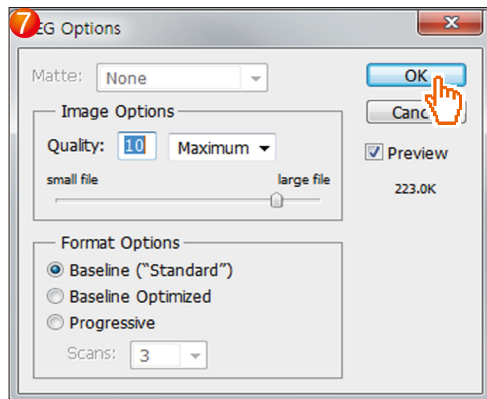 7
EG Options
Matte: None
OK
Image Options
Canc
Quality: 10 Maximum
Preview
small file large file
223.0K
Format Options
Baseline (“Standard”)
Baseline Optimized
Progressive
Scans: 3